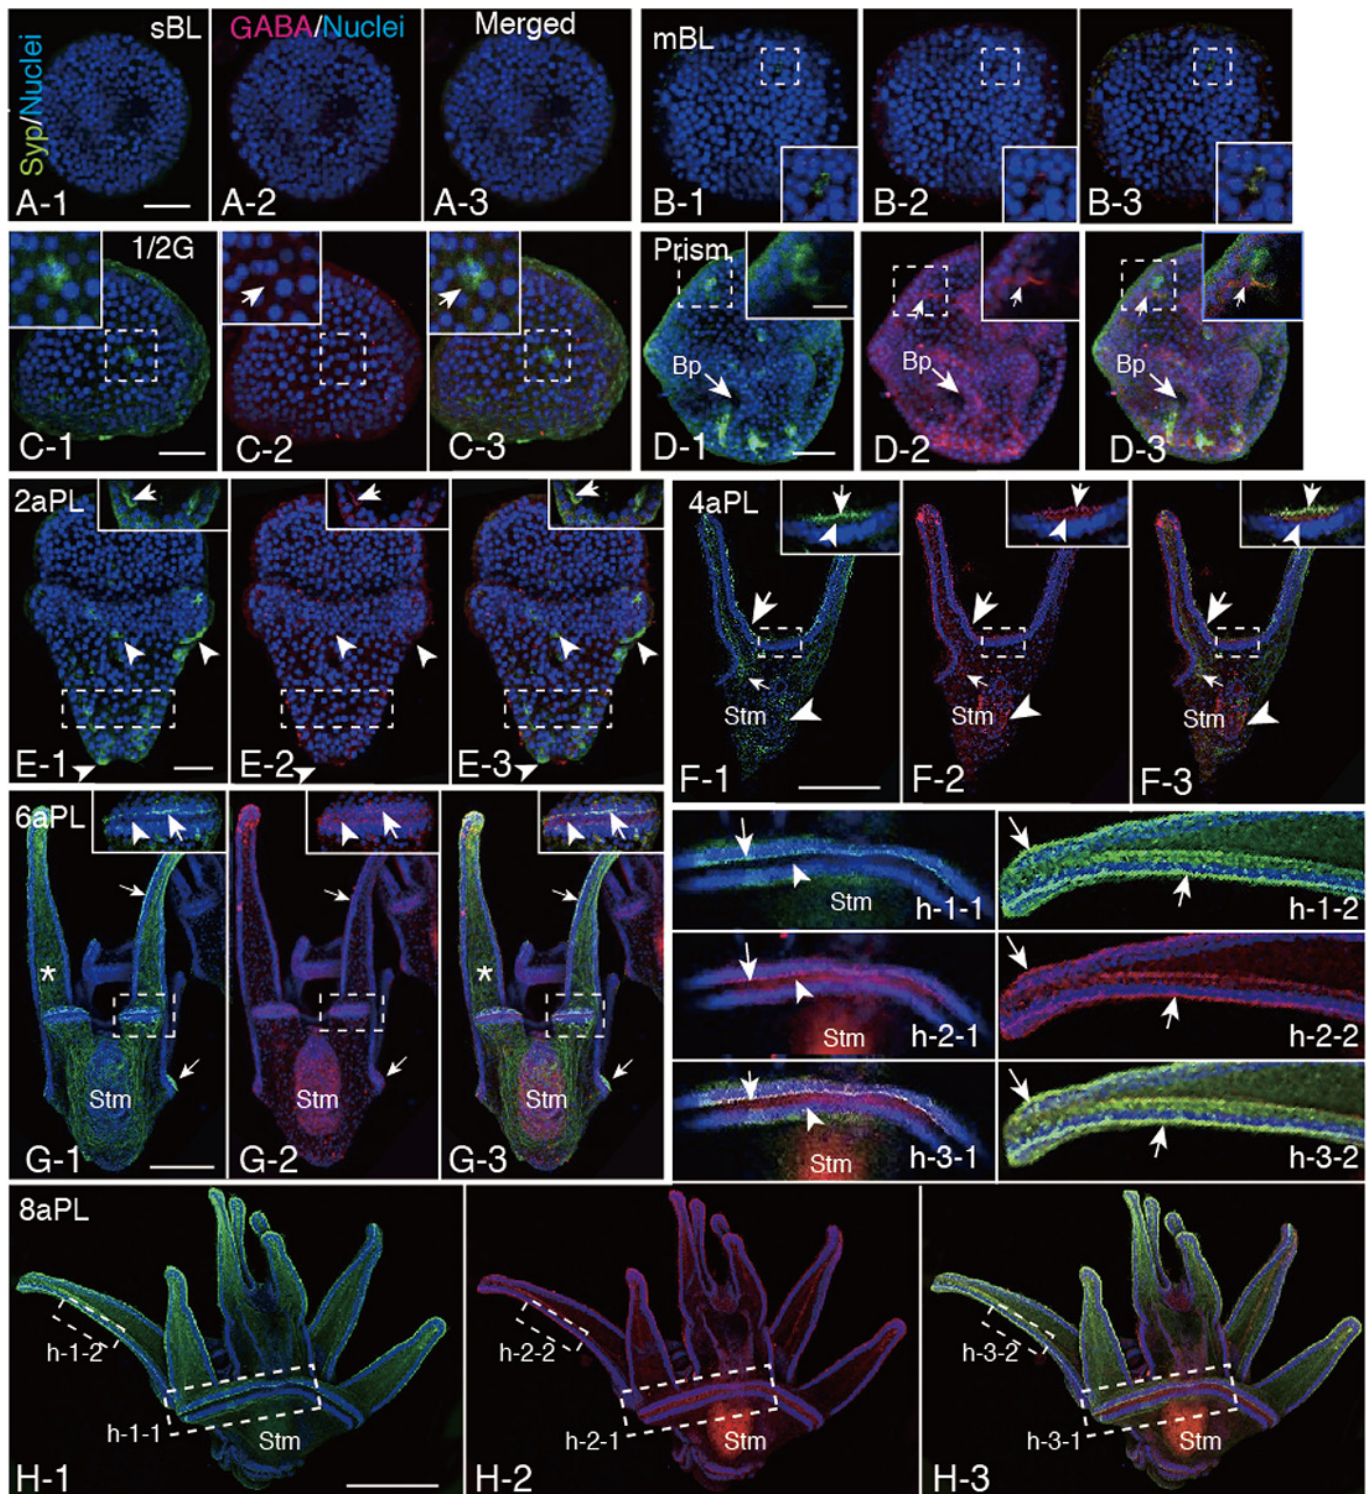 sBL
GABA/Nuclei
Merged
mBL
Syp/Nuclei
A-1
A-2
A-3
B-1
B-2
B-3
1/2G
Prism
Bp
Bp
Bp
C-1
C-2
C-3
D-1
D-2
D-3
2aPL
4aPL
Stm
Stm
Stm
E-1
E-2
E-3
F-1
F-2
F-3
6aPL
*
*
Stm
Stm
Stm
G-1
G-2
G-3
Stm
h-1-1
h-1-2
Stm
h-2-1
h-2-2
Stm
h-3-1
h-3-2
8aPL
h-1-2
h-2-2
h-3-2
h-1-1
h-2-1
h-3-1
Stm
Stm
Stm
H-1
H-2
H-3